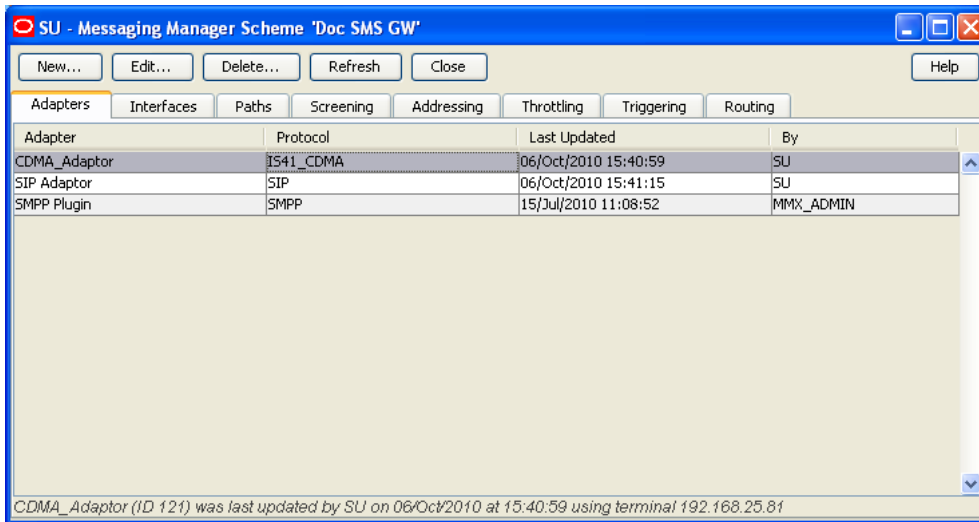 SU - Messaging Manager Scheme 'Doc SMS GW'
New... Edit... Delete... Refresh Close Help
Adapters Interfaces Paths Screening Addressing Throttling Triggering Routing
Adapter Protocol Last Updated By
CDMA_Adaptor IS41_CDMA 06/Oct/2010 15:40:59 SU
SIP Adaptor SIP 06/Oct/2010 15:41:15 SU
SMPP Plugin SMPP 15/Jul/2010 11:08:52 MMX_ADMIN
CDMA_Adaptor (ID 121) was last updated by SU on 06/Oct/2010 at 15:40:59 using terminal 192.168.25.81